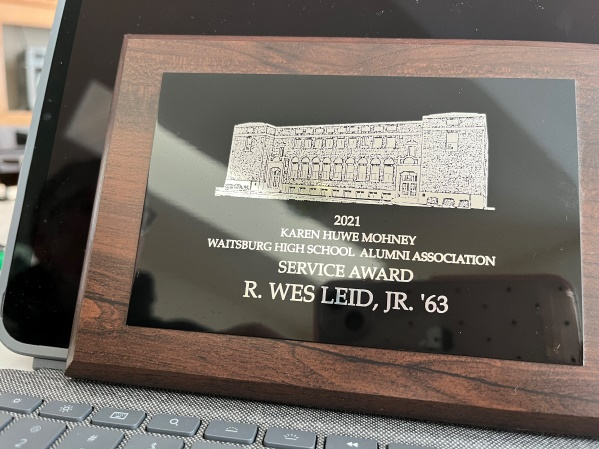 2021
KAREN HUWE MOHNEY
WAITSBURG HIGH SCHOOL ALUMNI ASSOCIATION
SERVICE AWARD
R. WES LEID, JR. '63